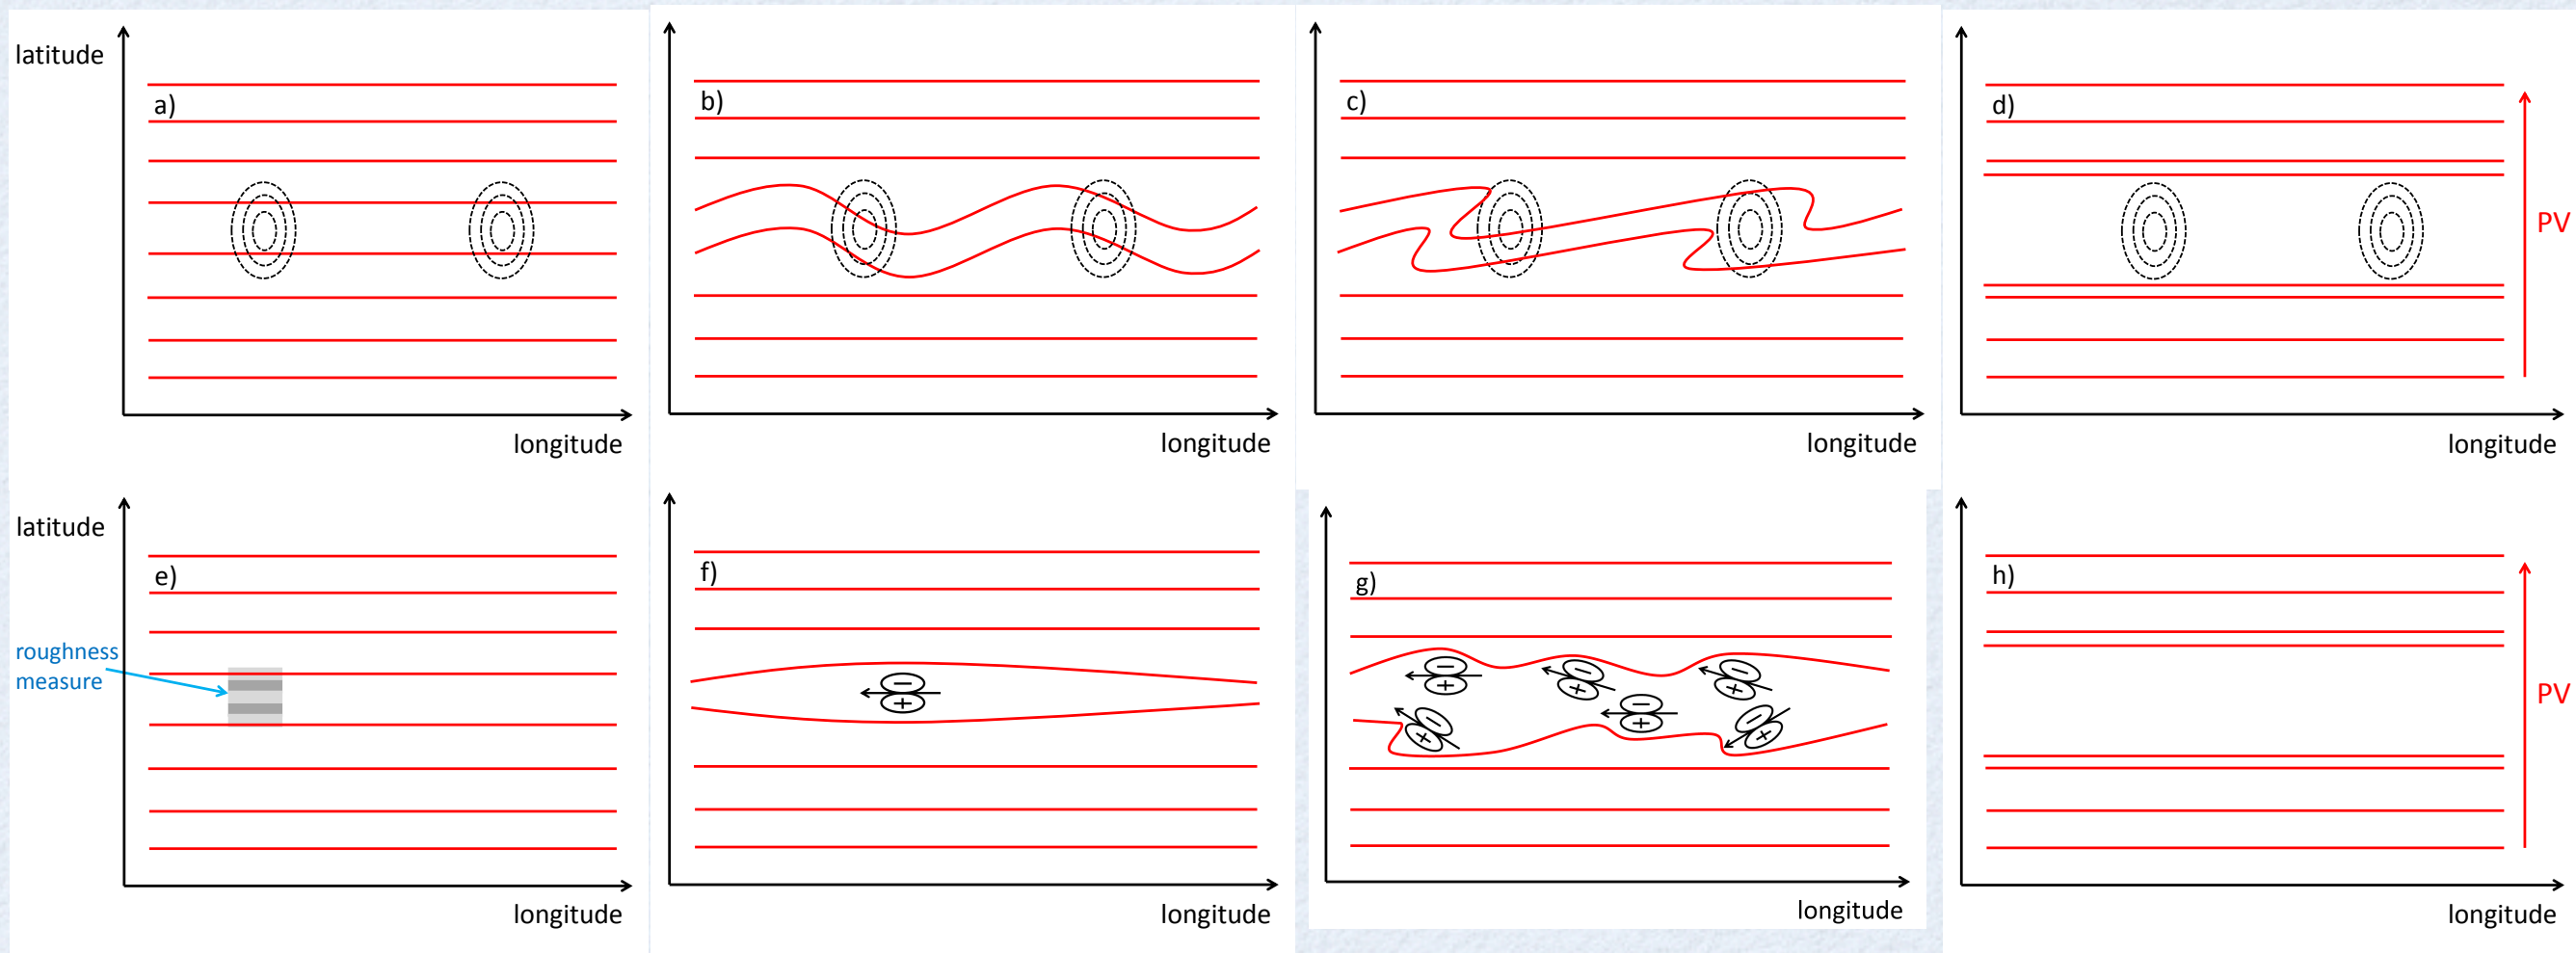 latitude
a)
longitude
b)
longitude
c)
longitude
d)
PV
longitude
latitude
e)
roughness
measure
longitude
f)
−
+
longitude
g)
−
+
−
+
−
+
−
+
−
+
−
+
longitude
h)
PV
longitude